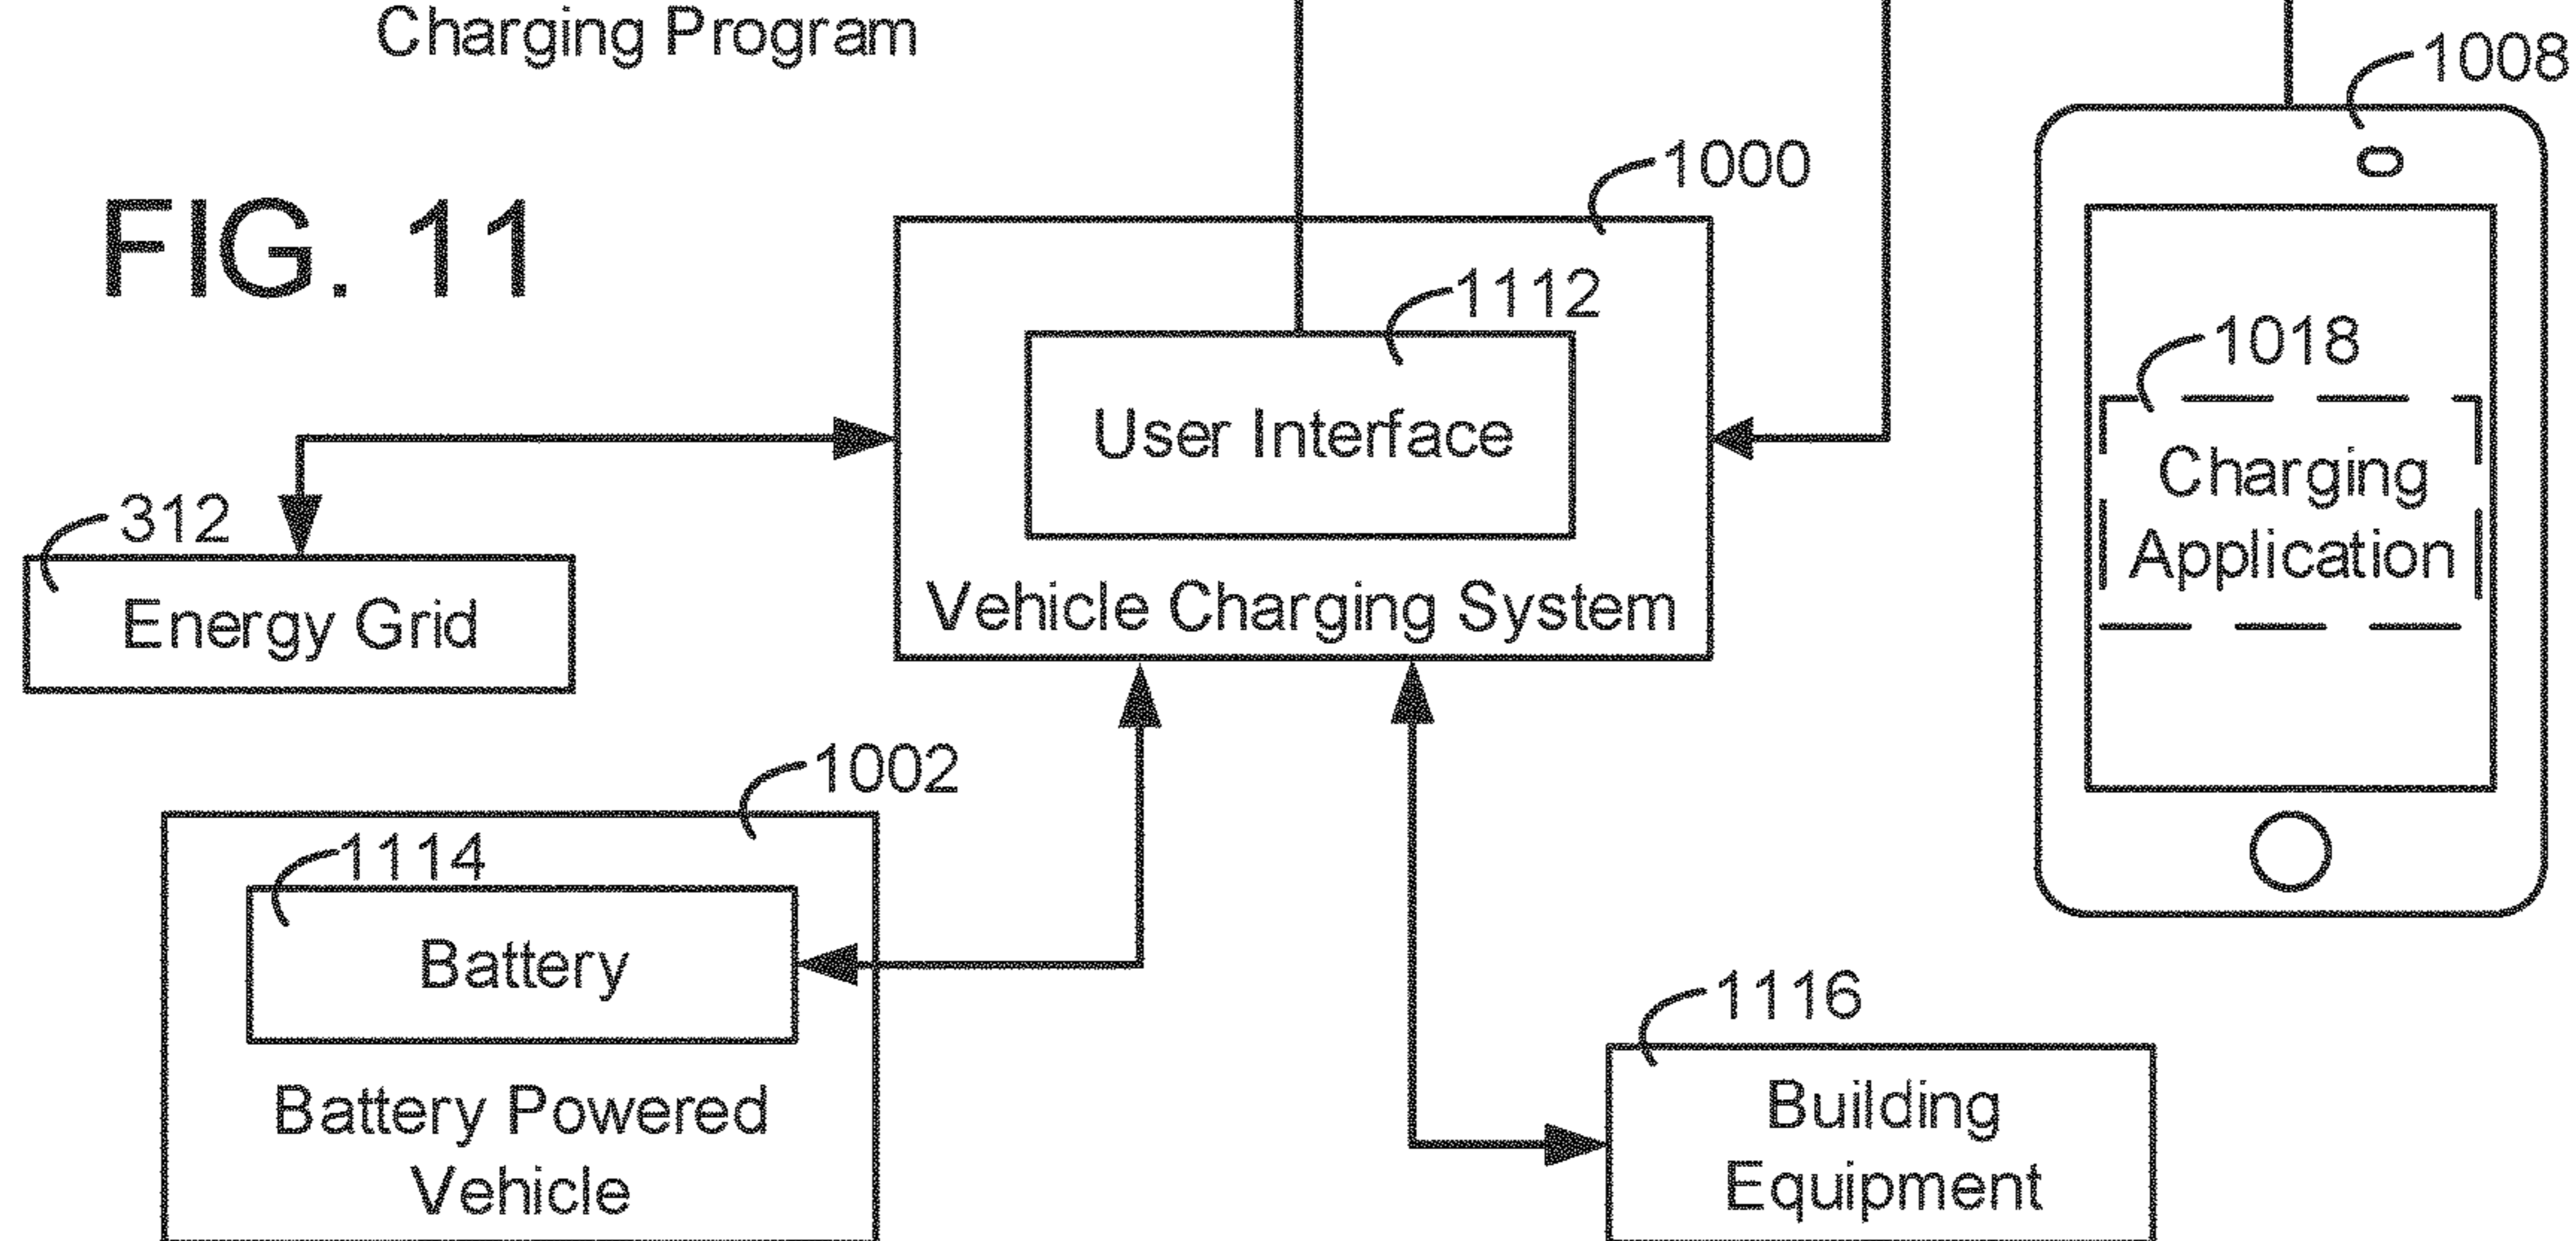 Charging Program
1008
1000
FIG. 11
1112
1018
User Interface
Charging
Application
312
Energy Grid
Vehicle Charging System
1002
1114
Battery
1116
Battery Powered
Vehicle
Building
Equipment